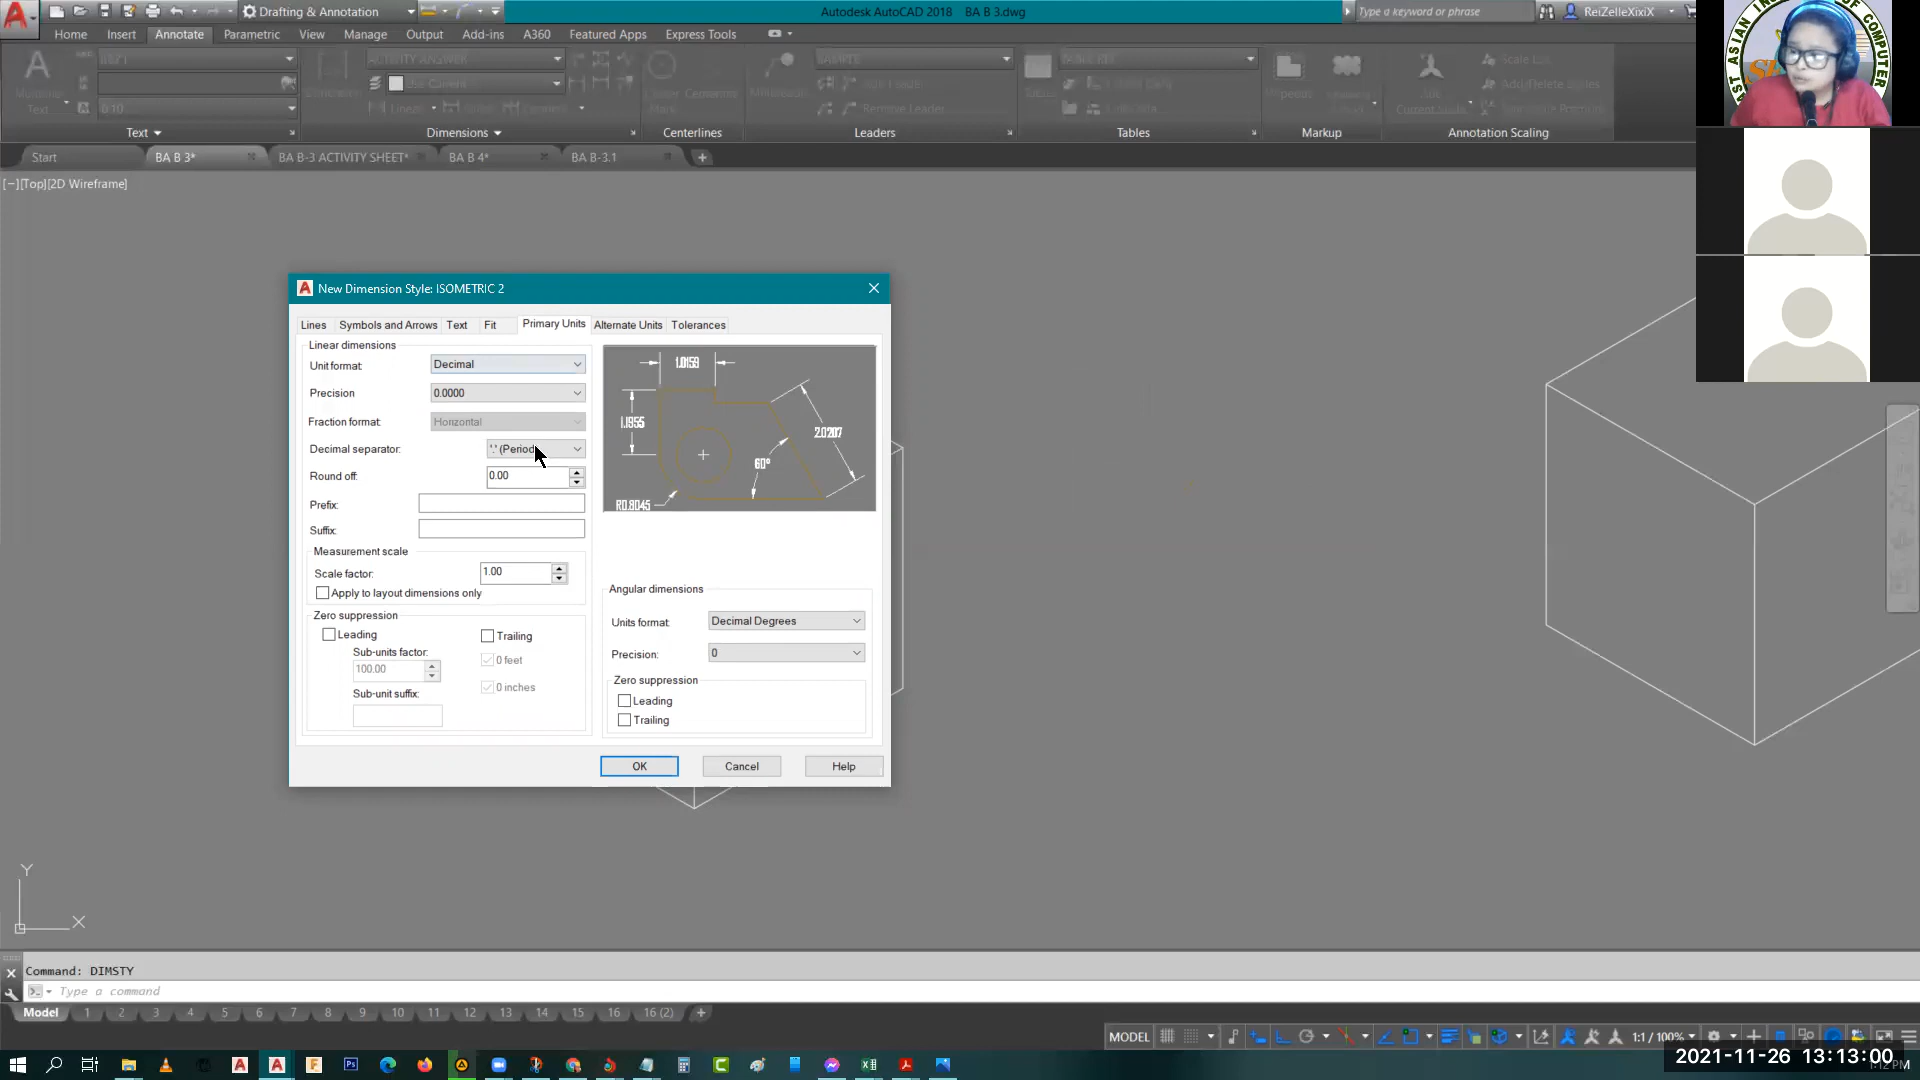 Drafting & Annotation
Autodesk AutoCAD 2018 BA B 3.dwg
Type a keyword or phrase
ReiZelleXixiX
Home Insert Annotate Parametric View Manage Output Add-ins A360 Featured Apps Express Tools
Text Dimensions Centerlines Leaders Tables Markup Annotation Scaling
Start BA B 3* BA B-3 ACTIVITY SHEET* BA B 4* BA B-3.1
[−][Top][2D Wireframe]
New Dimension Style: ISOMETRIC 2
Lines Symbols and Arrows Text Fit Primary Units Alternate Units Tolerances
Linear dimensions
Unit format: Decimal
Precision 0.0000
Fraction format: Horizontal
Decimal separator: '.' (Period
Round off: 0.00
Prefix:
Suffix:
Measurement scale
Scale factor: 1.00
Apply to layout dimensions only
Zero suppression
Leading
Trailing
Sub-units factor:
100.00
0 feet
Sub-unit suffix:
0 inches
1.0159
1.1955
2.0207
60°
R0.8045
Angular dimensions
Units format: Decimal Degrees
Precision: 0
Zero suppression
Leading
Trailing
OK Cancel Help
Y
X
Command: DIMSTY
Type a command
Model 1 2 3 4 5 6 7 8 9 10 11 12 13 14 15 16 16 (2)
MODEL 1:1 / 100%
2021-11-26 13:13:00